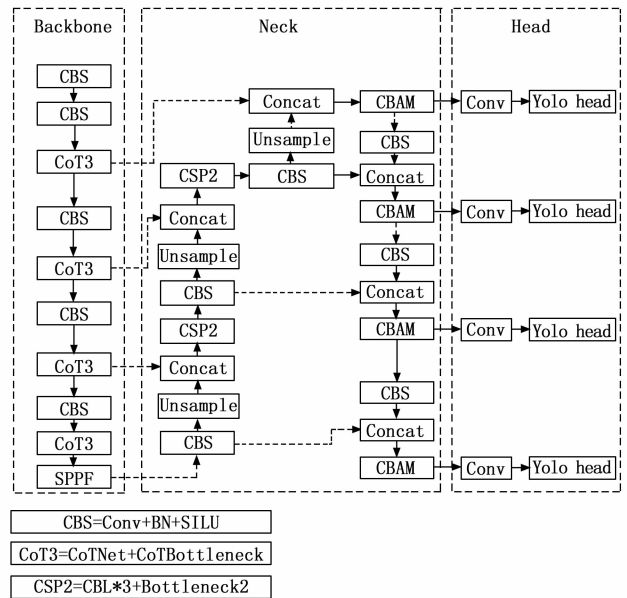 Backbone
Neck
Head
CBS
CBS
CoT3
CBS
CoT3
CBS
CoT3
CBS
CoT3
SPPF
Concat
Unsample
CSP2
CBS
Concat
Unsample
CBS
CSP2
Concat
Unsample
CBS
CBAM
CBS
Concat
CBAM
CBS
Concat
CBAM
CBS
Concat
CBAM
Conv
Yolo head
Conv
Yolo head
Conv
Yolo head
Conv
Yolo head
CBS=Conv+BN+SILU
CoT3=CoTNet+CoTBottleneck
CSP2=CBL*3+Bottleneck2